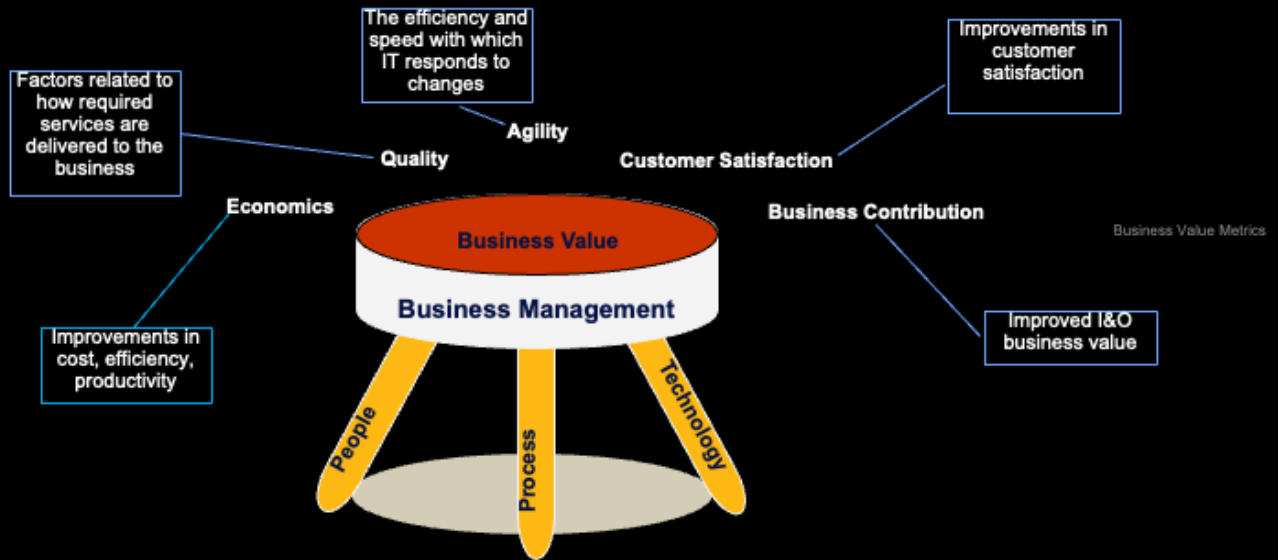 The efficiency and
speed with which
IT responds to
changes
Improvements in
customer
satisfaction
Factors related to
how required
services are
delivered to the
business
Agility
Quality
Customer Satisfaction
Economics
Business Contribution
Business Value Metrics
Business Value
Business Management
Improvements in
cost, efficiency,
productivity
Improved I&O
business value
People
Process
Technology